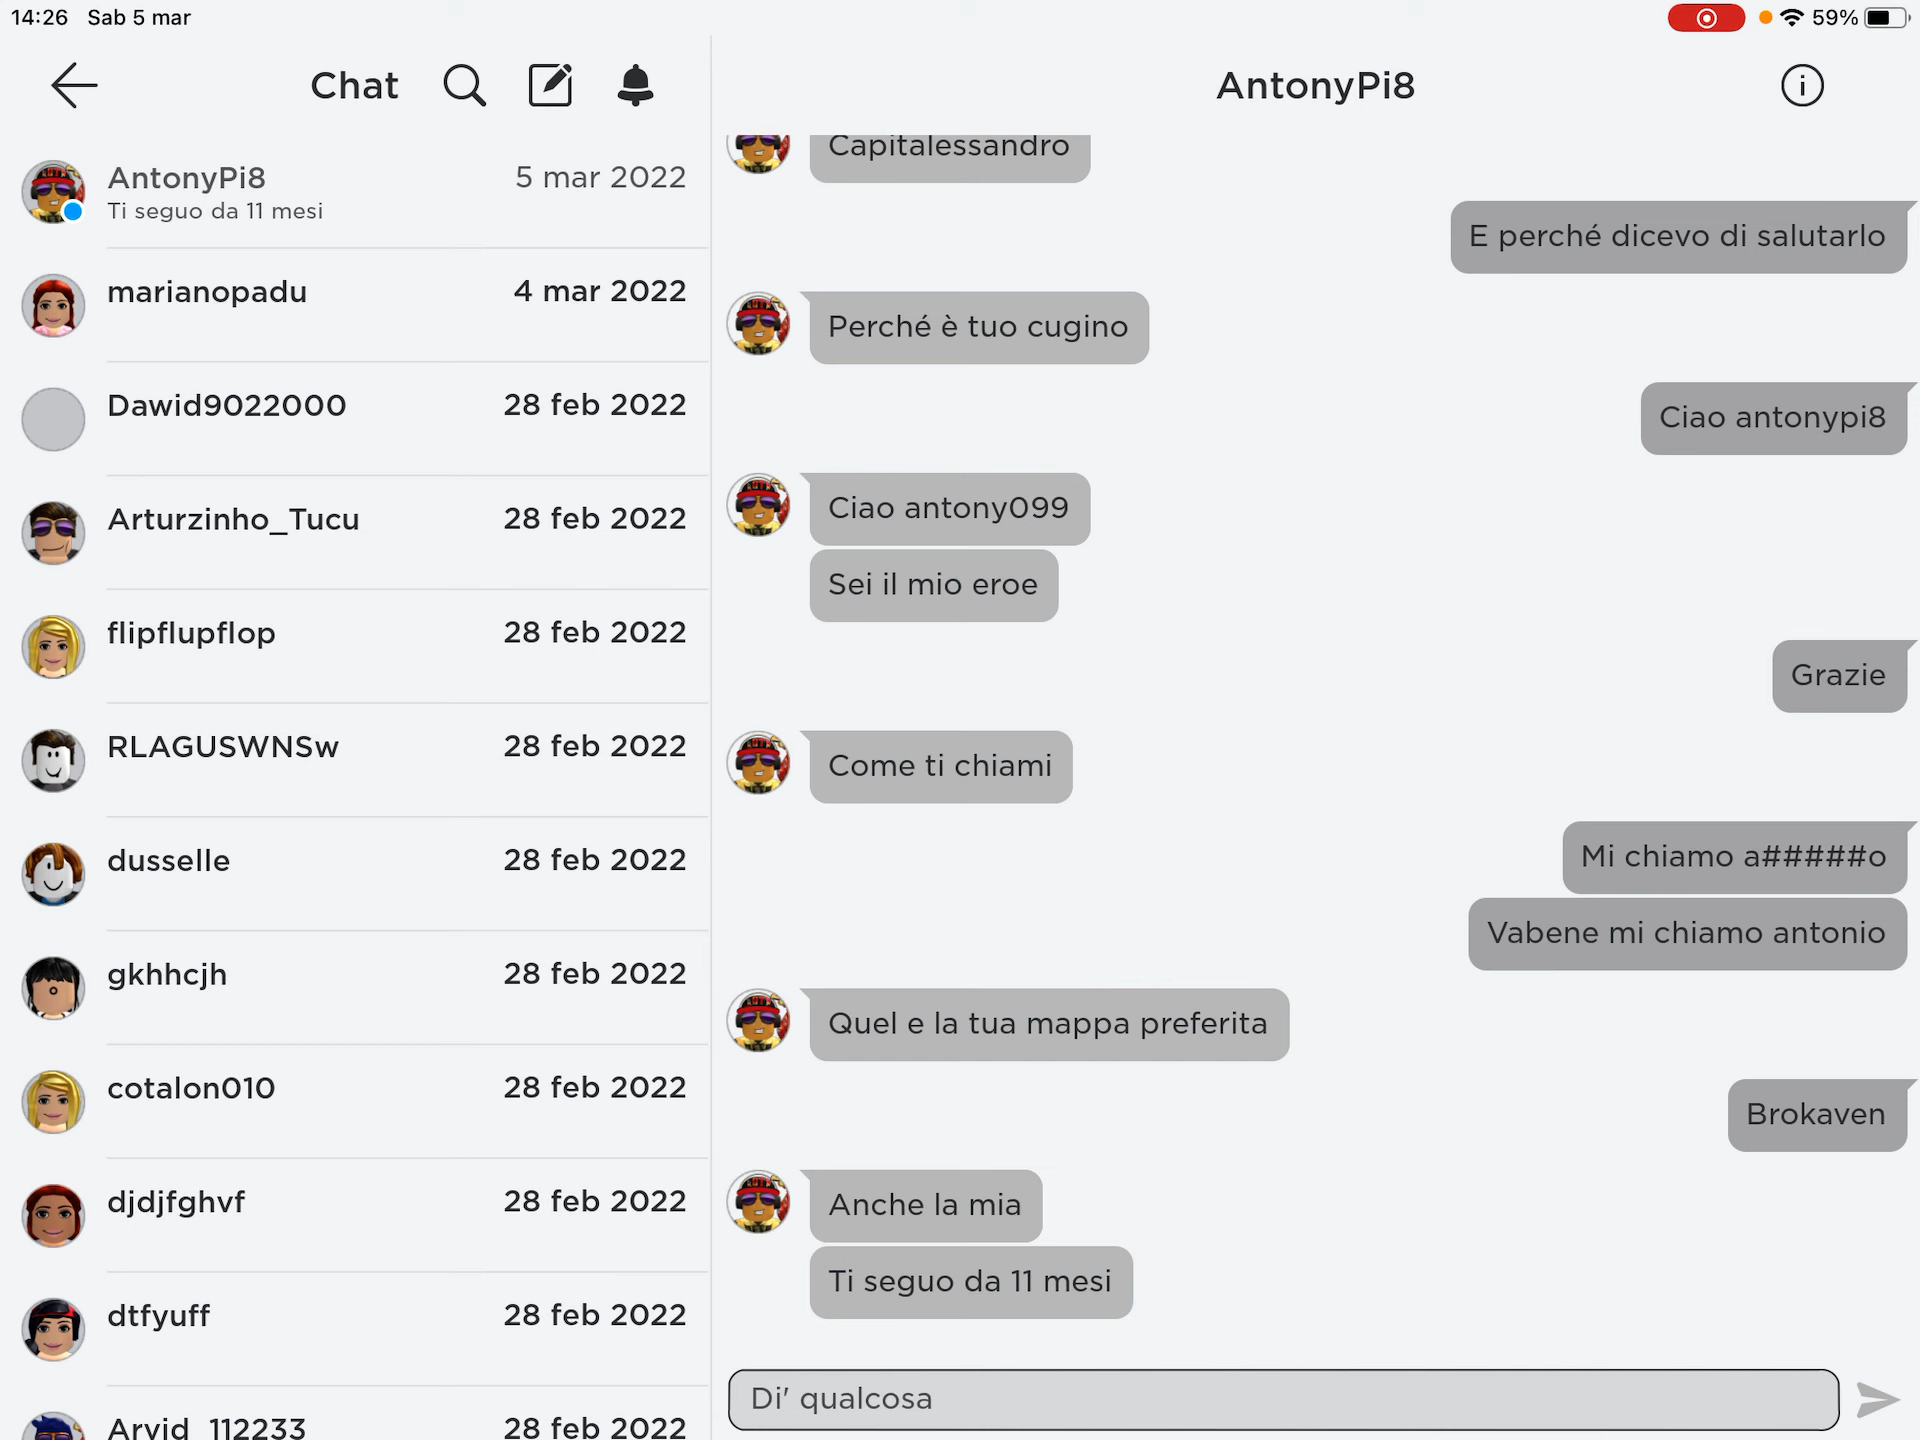 14:26 Sab 5 mar
59%
Chat
AntonyPi8
AntonyPi8 5 mar 2022
Ti seguo da 11 mesi
marianopadu 4 mar 2022
Dawid9022000 28 feb 2022
Arturzinho_Tucu 28 feb 2022
flipflupflop 28 feb 2022
RLAGUSWNSw 28 feb 2022
dusselle 28 feb 2022
gkhhcjh 28 feb 2022
cotalon010 28 feb 2022
djdjfghvf 28 feb 2022
dtfyuff 28 feb 2022
Arvid_112233 28 feb 2022
Capitalessandro
E perché dicevo di salutarlo
Perché è tuo cugino
Ciao antonypi8
Ciao antony099
Sei il mio eroe
Grazie
Come ti chiami
Mi chiamo a#####o
Vabene mi chiamo antonio
Quel e la tua mappa preferita
Brokaven
Anche la mia
Ti seguo da 11 mesi
Di' qualcosa